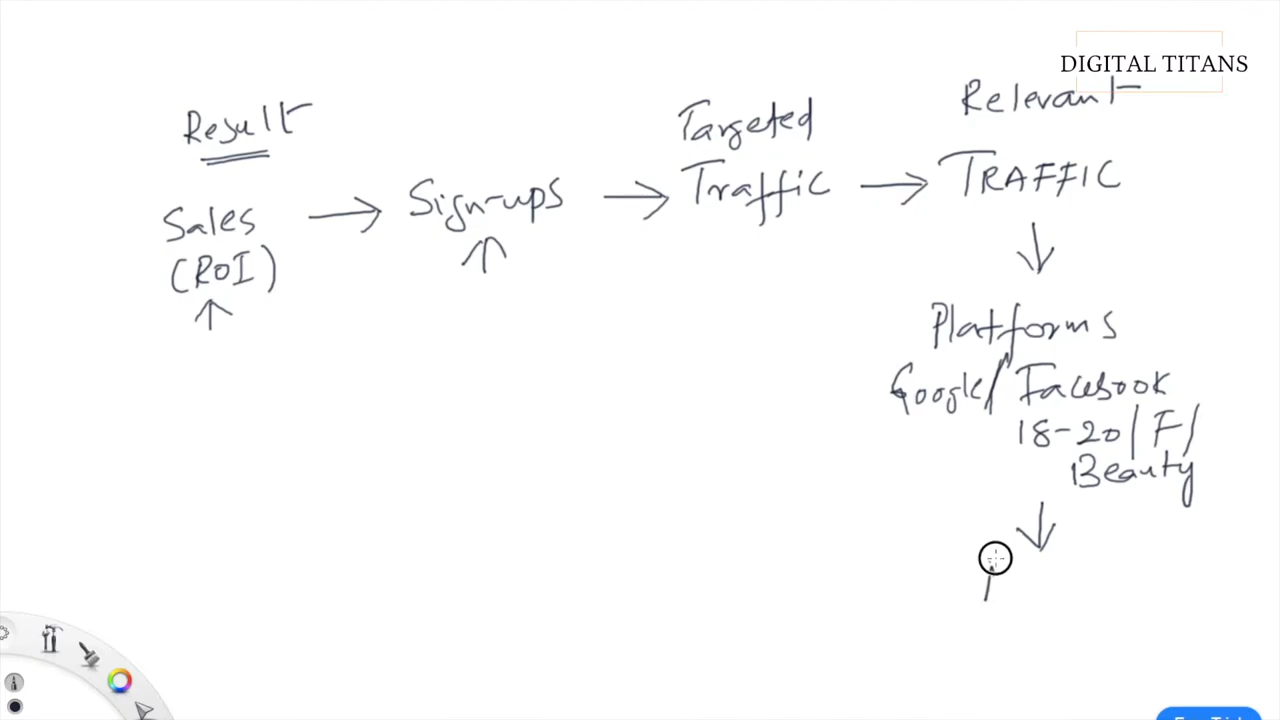 DIGITAL TITANS
Relevant
Result
Targeted
Sales → Sign-ups → Traffic → TRAFFIC
(ROI)
Platforms
Google/Facebook
18-20/F/
Beauty